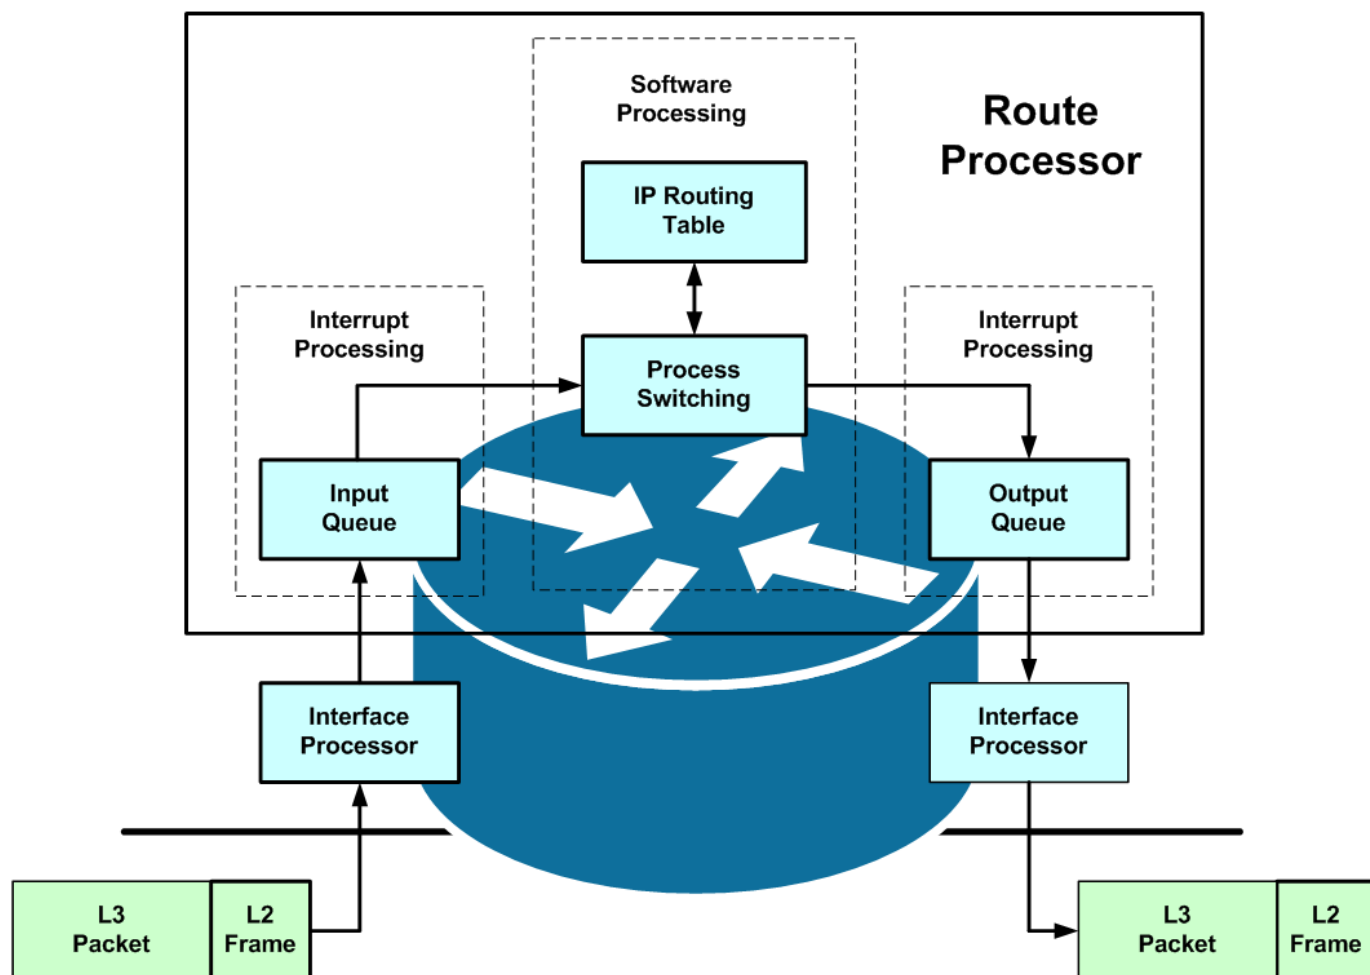 Software
Processing
Route
Processor
IP Routing
Table
Interrupt
Processing
Process
Switching
Interrupt
Processing
Input
Queue
Output
Queue
Interface
Processor
Interface
Processor
L3
Packet
L2
Frame
L3
Packet
L2
Frame